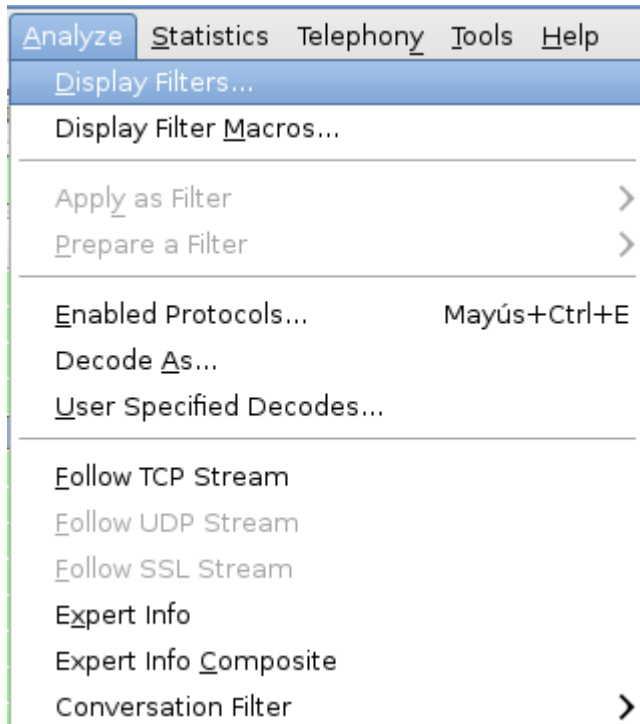 Analyze Statistics Telephony Tools Help
Display Filters...
Display Filter Macros...
Apply as Filter
Prepare a Filter
Enabled Protocols... Mayús+Ctrl+E
Decode As...
User Specified Decodes...
Follow TCP Stream
Follow UDP Stream
Follow SSL Stream
Expert Info
Expert Info Composite
Conversation Filter